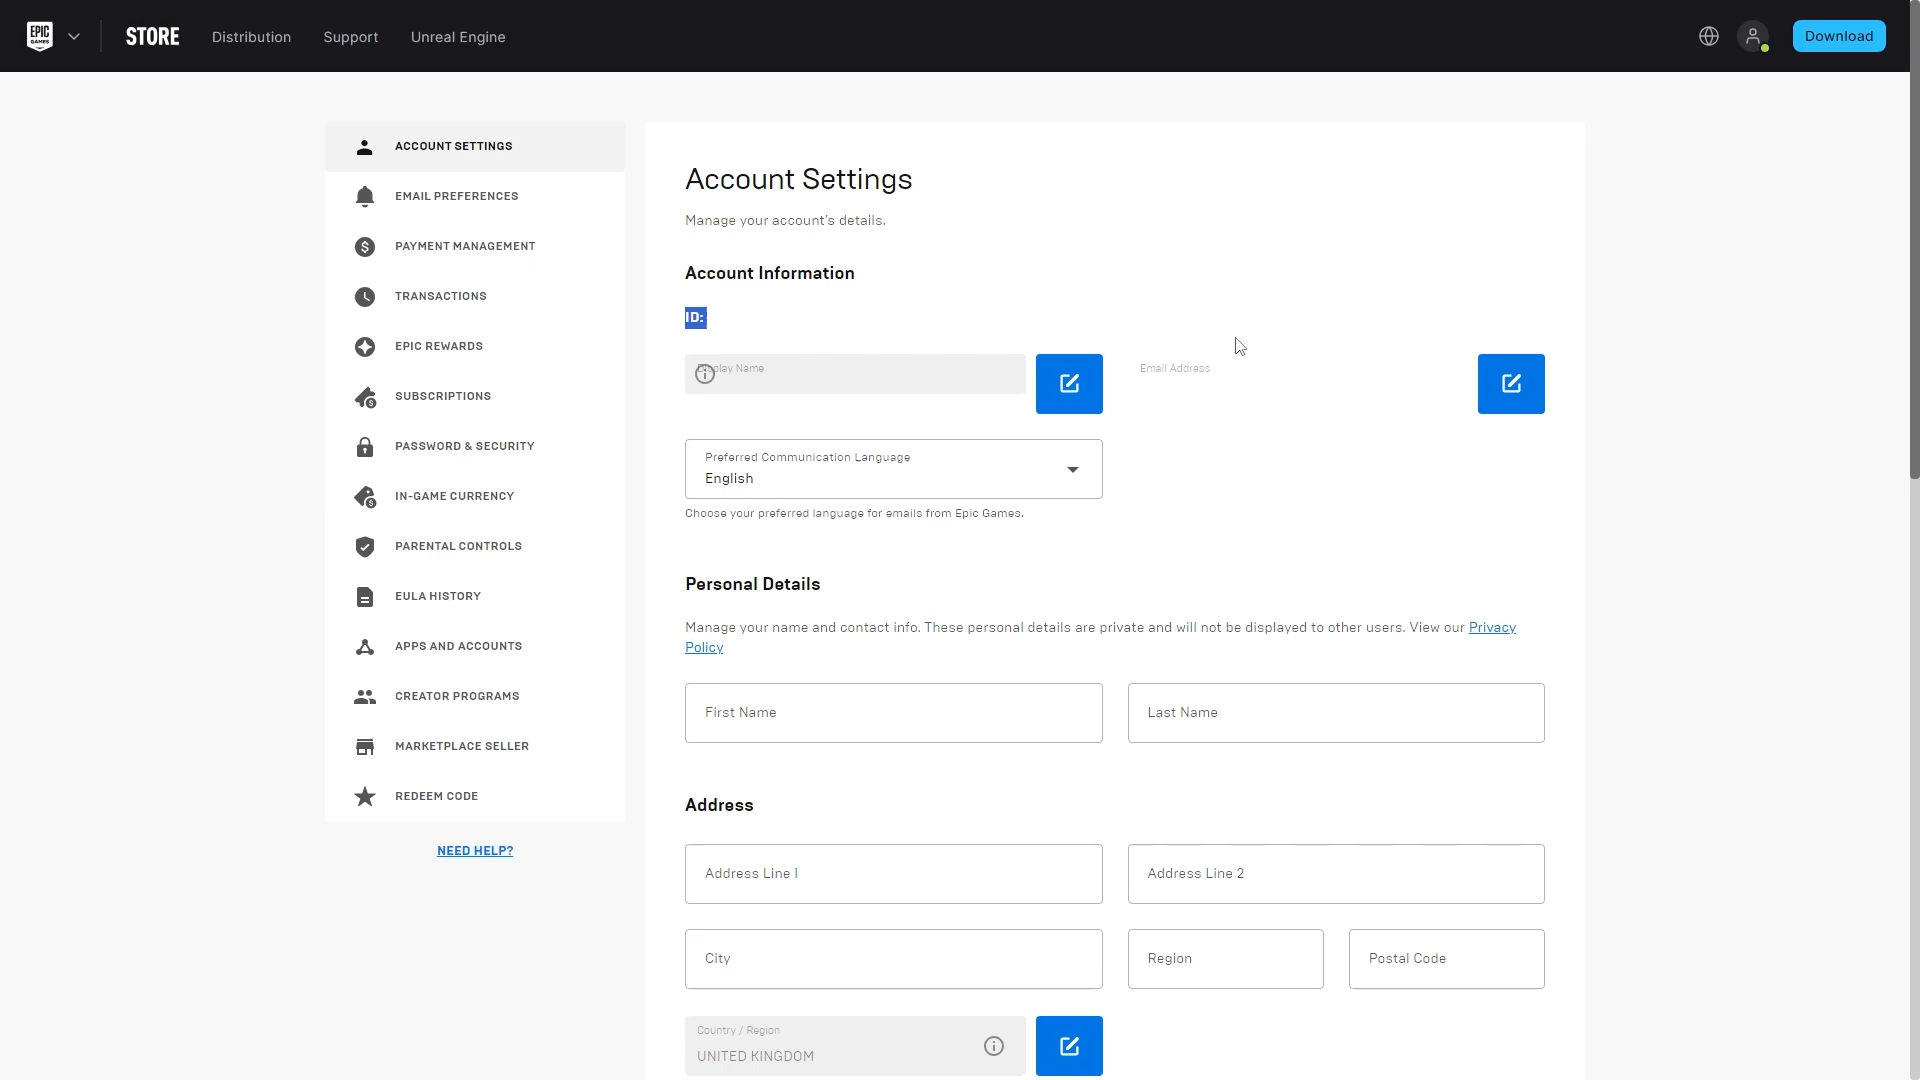 EPIC GAMES
STORE
Distribution
Support
Unreal Engine
Download
ACCOUNT SETTINGS
EMAIL PREFERENCES
PAYMENT MANAGEMENT
TRANSACTIONS
EPIC REWARDS
SUBSCRIPTIONS
PASSWORD & SECURITY
IN-GAME CURRENCY
PARENTAL CONTROLS
EULA HISTORY
APPS AND ACCOUNTS
CREATOR PROGRAMS
MARKETPLACE SELLER
REDEEM CODE
NEED HELP?
Account Settings
Manage your account's details.
Account Information
ID:
Display Name
Email Address
Preferred Communication Language
English
Choose your preferred language for emails from Epic Games.
Personal Details
Manage your name and contact info. These personal details are private and will not be displayed to other users. View our Privacy
Policy
First Name
Last Name
Address
Address Line 1
Address Line 2
City
Region
Postal Code
Country / Region
UNITED KINGDOM